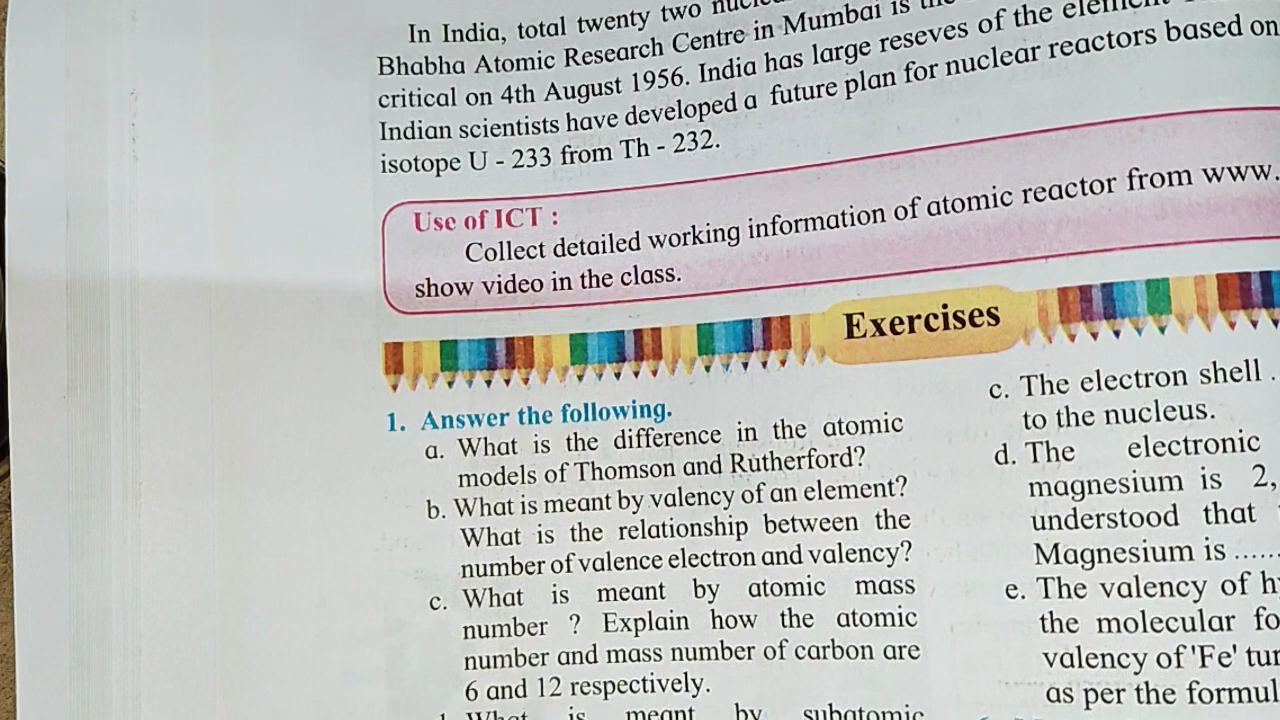 In India, total twenty two
Bhabha Atomic Research Centre in Mumbai is
critical on 4th August 1956. India has large reseves of the
Indian scientists have developed a future plan for nuclear reactors based on
isotope U - 233 from Th - 232.
Use of ICT :
Collect detailed working information of atomic reactor from www.
show video in the class.
Exercises
1. Answer the following.
a. What is the difference in the atomic
models of Thomson and Rutherford?
b. What is meant by valency of an element?
What is the relationship between the
number of valence electron and valency?
c. What is meant by atomic mass
number ? Explain how the atomic
number and mass number of carbon are
6 and 12 respectively.
What is meant by subatomic
c. The electron shell
to the nucleus.
d. The electronic
magnesium is 2,
understood that
Magnesium is ......
e. The valency of
the molecular
valency of 'Fe'
as per the